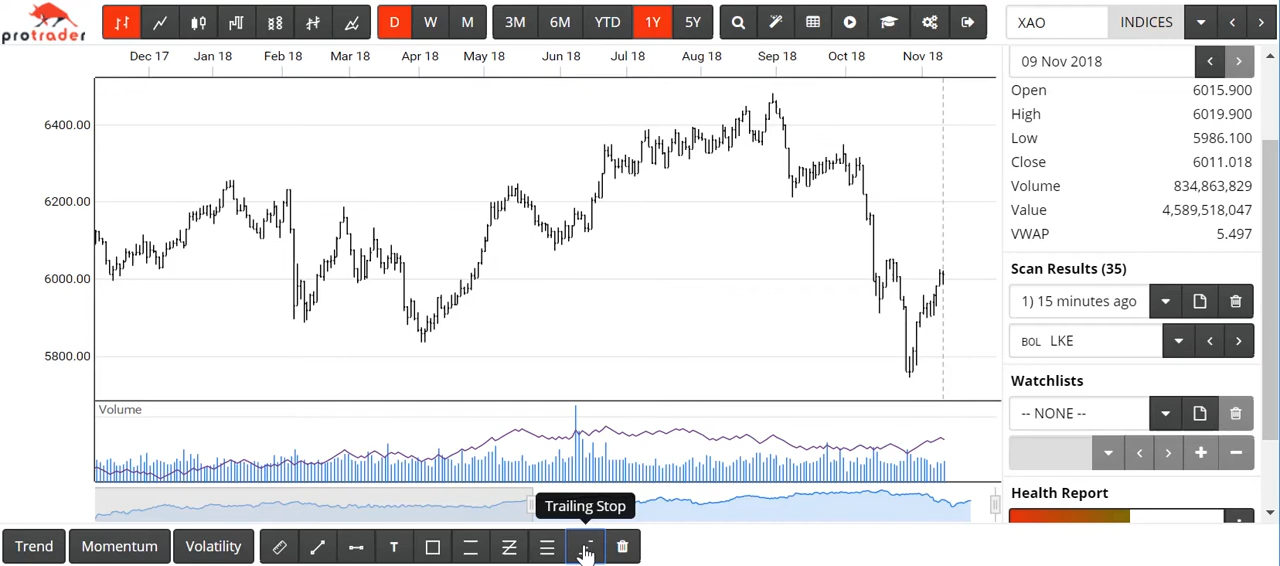 protrader
D W M 3M 6M YTD 1Y 5Y
XAO INDICES
Dec 17 Jan 18 Feb 18 Mar 18 Apr 18 May 18 Jun 18 Jul 18 Aug 18 Sep 18 Oct 18 Nov 18
6400.00
6200.00
6000.00
5800.00
Volume
09 Nov 2018
Open 6015.900
High 6019.900
Low 5986.100
Close 6011.018
Volume 834,863,829
Value 4,589,518,047
VWAP 5.497
Scan Results (35)
1) 15 minutes ago
BOL LKE
Watchlists
-- NONE --
Health Report
Trailing Stop
Trend Momentum Volatility T